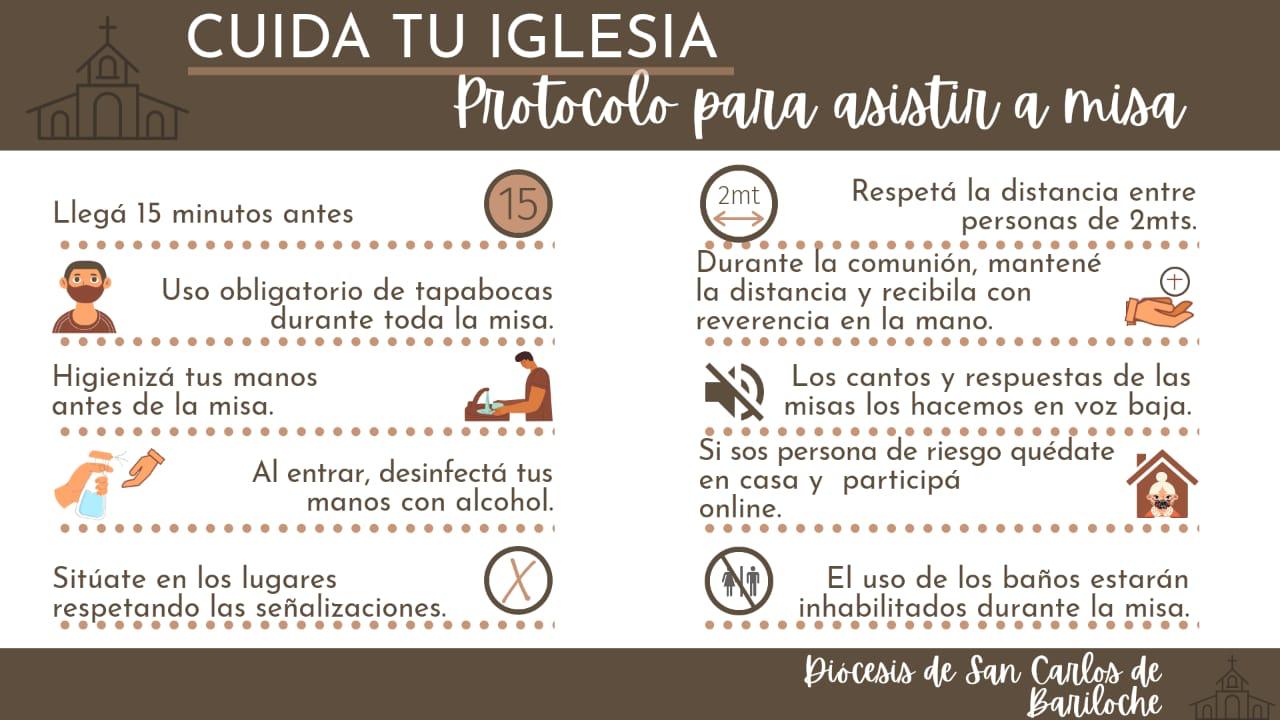 CUIDA TU IGLESIA
Protocolo para asistir a misa
Llegá 15 minutos antes
15
Uso obligatorio de tapabocas
durante toda la misa.
Higienizá tus manos
antes de la misa.
Al entrar, desinfectá tus
manos con alcohol.
Sitúate en los lugares
respetando las señalizaciones.
2mt
Respetá la distancia entre
personas de 2mts.
Durante la comunión, mantené
la distancia y recibila con
reverencia en la mano.
Los cantos y respuestas de las
misas los hacemos en voz baja.
Si sos persona de riesgo quédate
en casa y participá
online.
El uso de los baños estarán
inhabilitados durante la misa.
Diócesis de San Carlos de
Bariloche